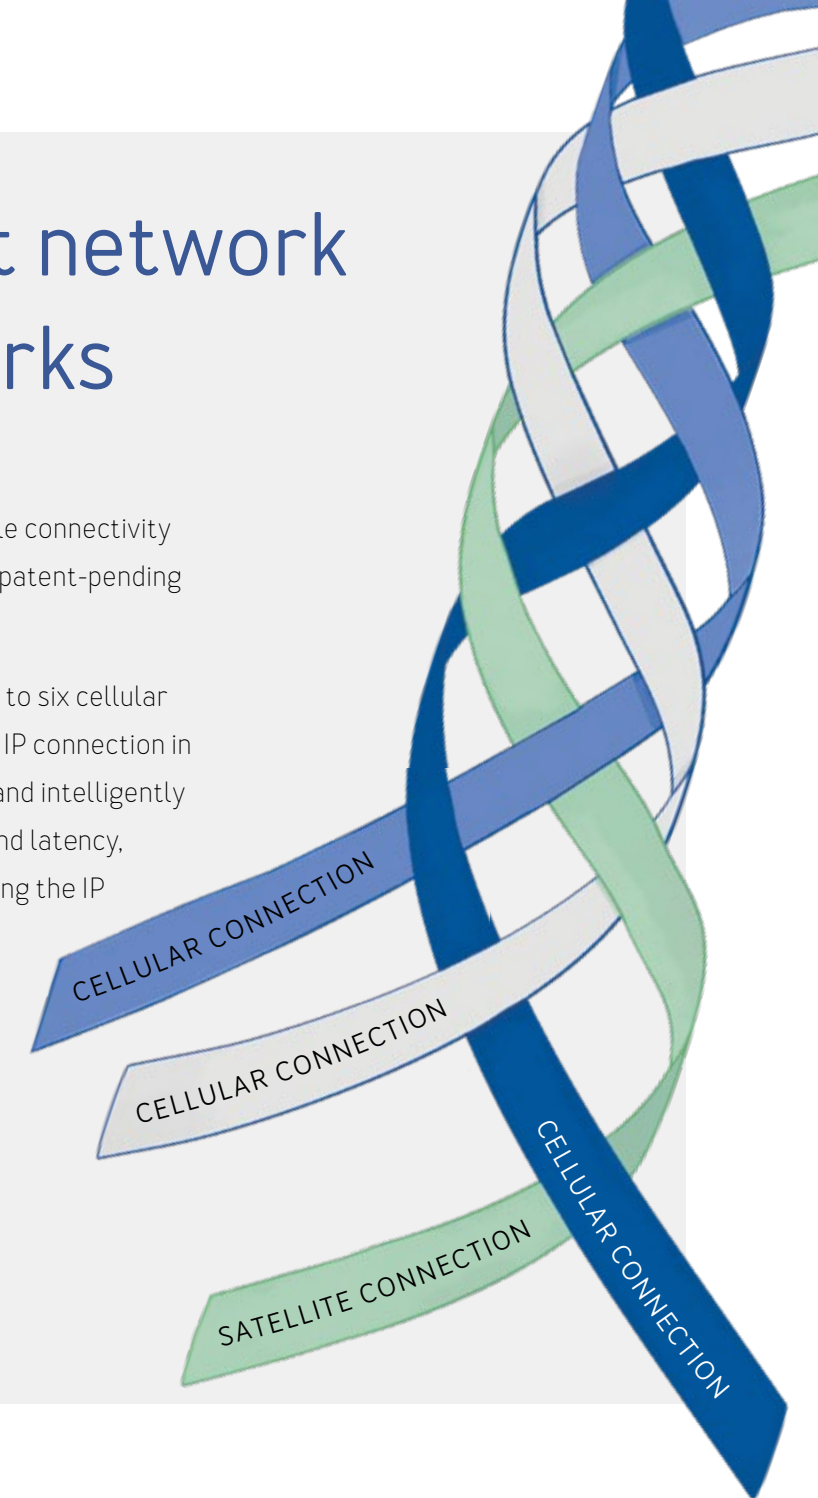 t network
rks
le connectivity
patent-pending
to six cellular
IP connection in
and intelligently
nd latency,
ng the IP
CELLULAR CONNECTION
CELLULAR CONNECTION
SATELLITE CONNECTION
CELLULAR CONNECTION